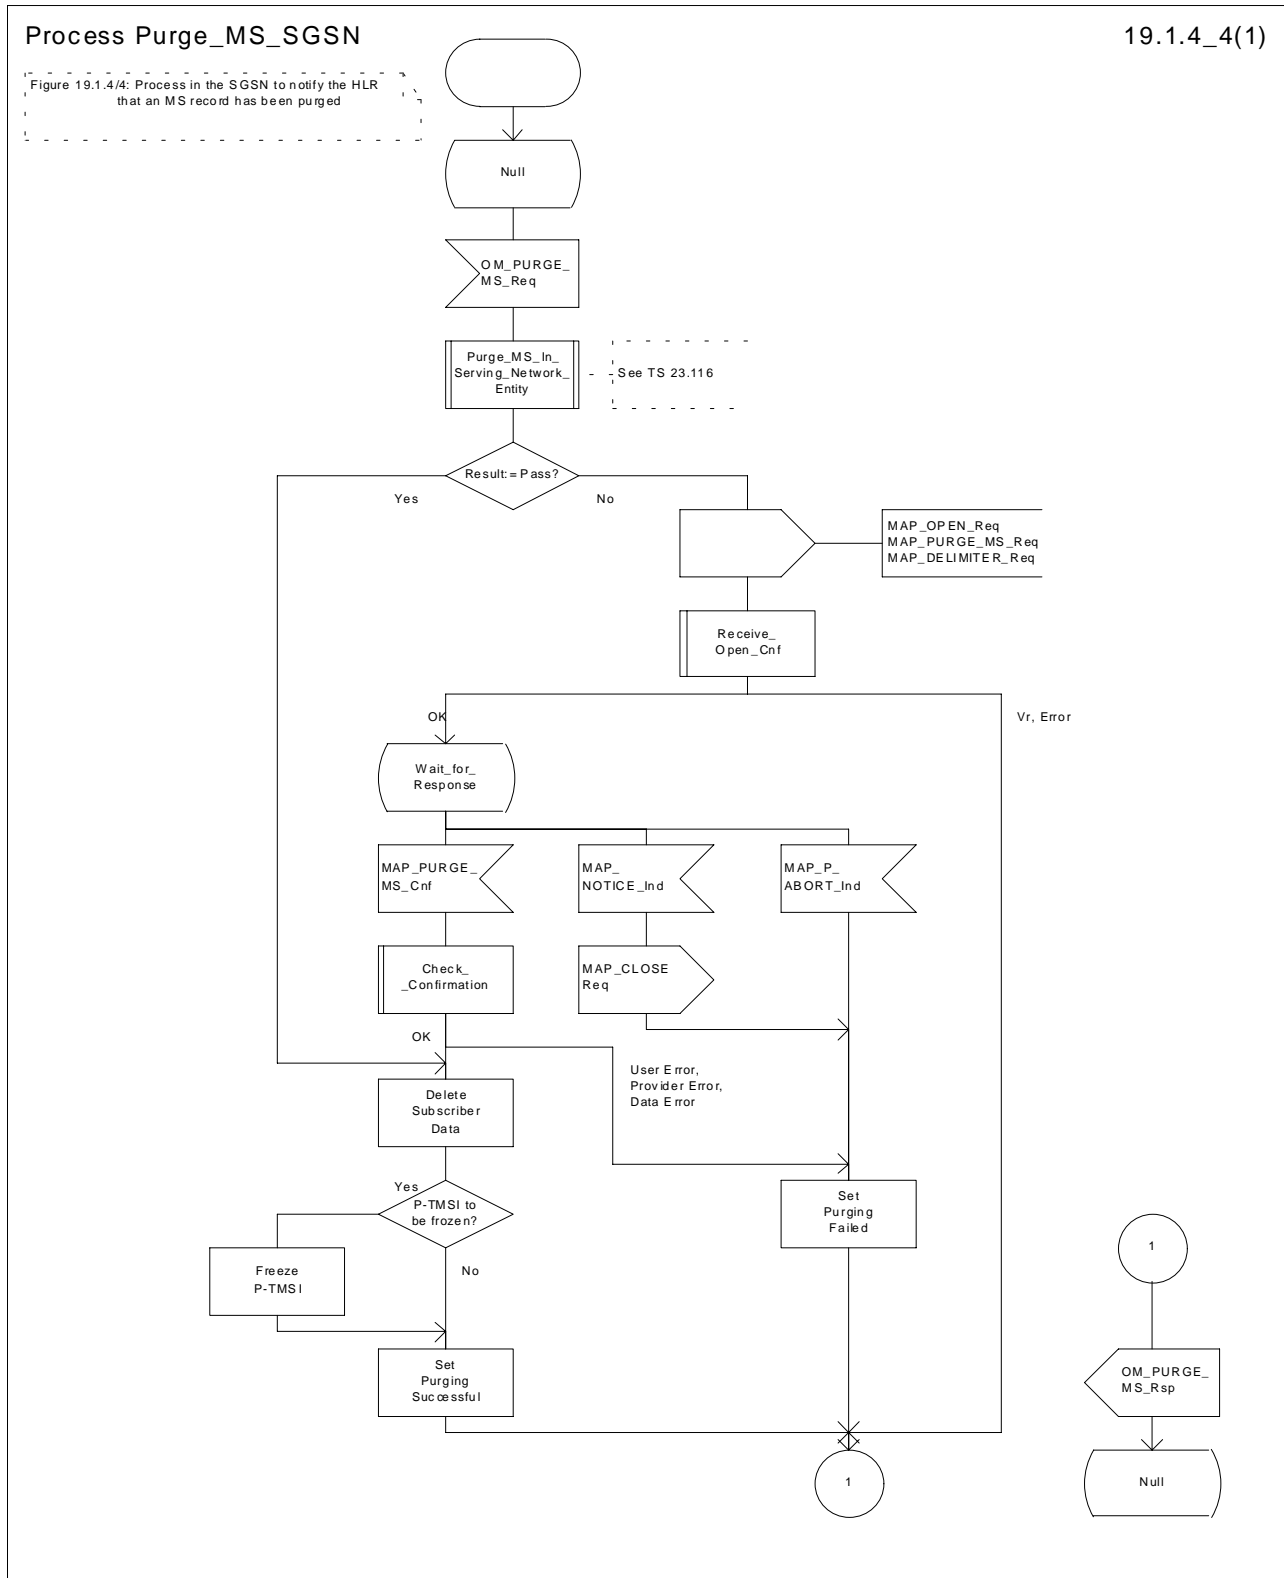 Process Purge_MS_SGSN
19.1.4_4(1)
Figure 19.1.4/4: Process in the SGSN to notify the HLR
that an MS record has been purged
Null
OM_PURGE_
MS_Req
Purge_MS_In_
Serving_Network_
Entity
See TS 23.116
Result:=Pass?
Yes
No
MAP_OPEN_Req
MAP_PURGE_MS_Req
MAP_DELIMITER_Req
Receive_
Open_Cnf
OK
Vr, Error
Wait_for_
Response
MAP_PURGE_
MS_Cnf
MAP_
NOTICE_Ind
MAP_P_
ABORT_Ind
Check_
_Confirmation
MAP_CLOSE
Req
OK
User Error,
Provider Error,
Data Error
Delete
Subscriber
Data
Yes
P-TMSI to
be frozen?
Set
Purging
Failed
Freeze
P-TMSI
No
Set
Purging
Successful
1
1
OM_PURGE_
MS_Rsp
Null